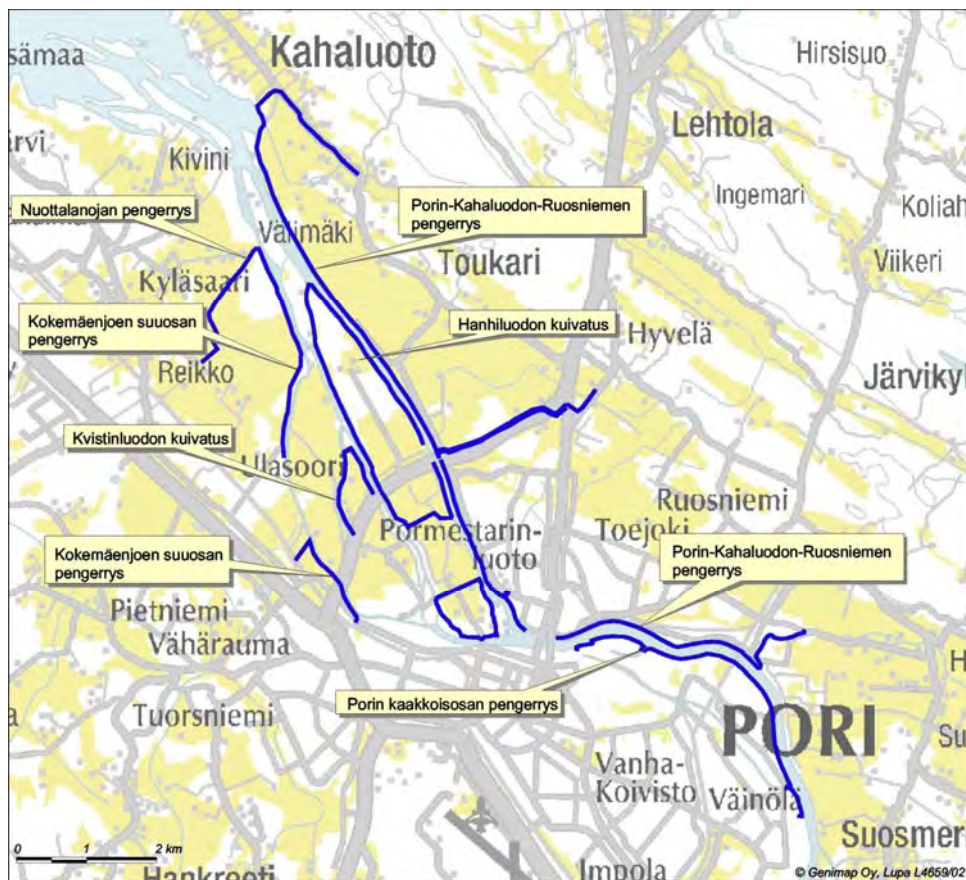 Kahaluoto
Hirsisuo
sämaa
Lehtola
ärvi
Kivini
Ingemari
Koliah
Nuottalanojan pengerrys
Porin-Kahaluodon-Ruosniemen
pengerrys
Välimäki
Toukari
Viikeri
Kyläsaari
Kokemäenjoen suuosan
pengerrys
Hanhiluodon kuivatus
Hyvelä
Reikko
Järvikyl
Kvistinluodon kuivatus
Ulasoori
Ruosniemi
Pormestarin-
luoto
Toejoki
Kokemäenjoen suuosan
pengerrys
Porin-Kahaluodon-Ruosniemen
pengerrys
Pietniemi
Vähärauma
H
Porin kaakkoisosan pengerrys
Tuorsniemi
PORI
Su
Vanha-
Koivisto
Väinölä
Suosmer
0 1 2 km
Hankreeti
Impola
© Genimap Oy, Lupa L4659/02